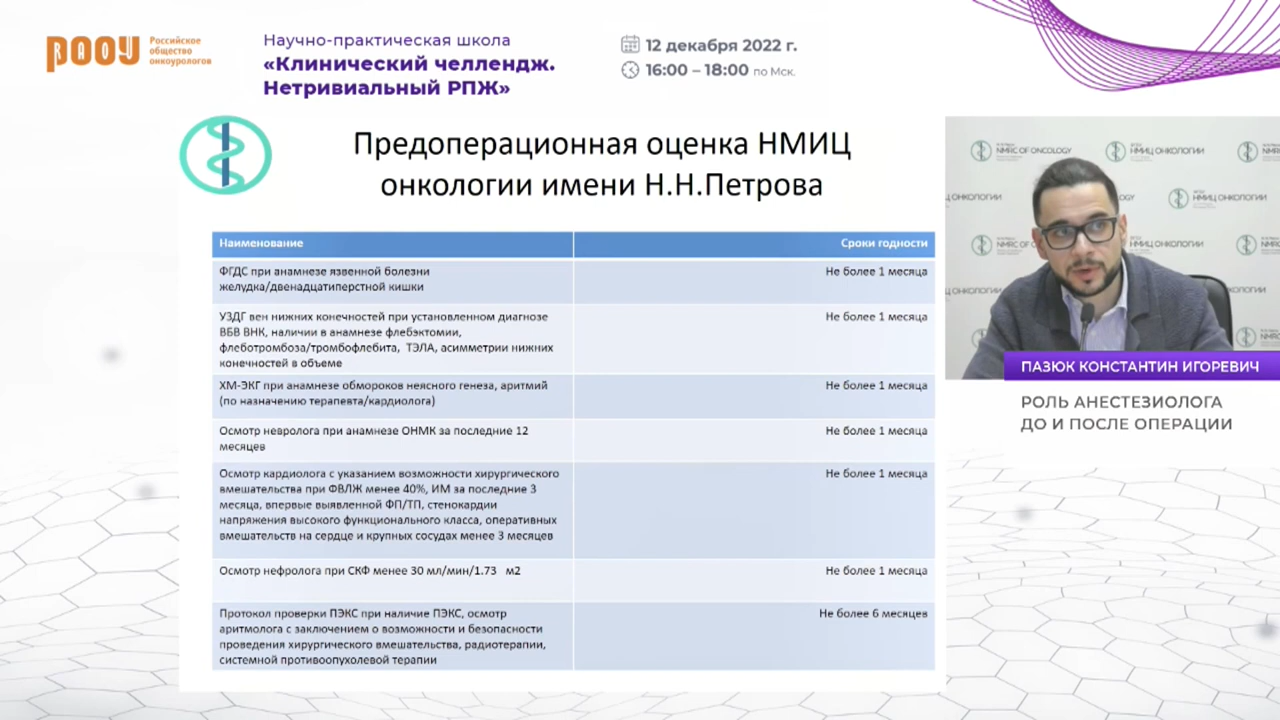 РАОУ
Российское
общество
онкоурологов
Научно-практическая школа
«Клинический челлендж.
Нетривиальный РПЖ»
12 декабря 2022 г.
16:00 – 18:00 по Мск.
Предоперационная оценка НМИЦ
онкологии имени Н.Н.Петрова
Наименование
Сроки годности
ФГДС при анамнезе язвенной болезни
желудка/двенадцатиперстной кишки
Не более 1 месяца
УЗДГ вен нижних конечностей при установленном диагнозе
ВБВ ВНК, наличии в анамнезе флебэктомии,
флеботромбоза/тромбофлебита, ТЭЛА, асимметрии нижних
конечностей в объеме
Не более 1 месяца
ХМ-ЭКГ при анамнезе обмороков неясного генеза, аритмий
(по назначению терапевта/кардиолога)
Не более 1 месяца
Осмотр невролога при анамнезе ОНМК за последние 12
месяцев
Не более 1 месяца
Осмотр кардиолога с указанием возможности хирургического
вмешательства при ФВЛЖ менее 40%, ИМ за последние 3
месяца, впервые выявленной ФП/ТП, стенокардии
напряжения высокого функционального класса, оперативных
вмешательств на сердце и крупных сосудах менее 3 месяцев
Не более 1 месяца
Осмотр нефролога при СКФ менее 30 мл/мин/1.73 м2
Не более 1 месяца
Протокол проверки ПЭКС при наличие ПЭКС, осмотр
аритмолога с заключением о возможности и безопасности
проведения хирургического вмешательства, радиотерапии,
системной противоопухолевой терапии
Не более 6 месяцев
NMRC OF ONCOLOGY
НМИЦ ОНКОЛОГИИ
НМИЦ ОНКОЛОГИИ
НМИЦ ОНКОЛОГИИ
ПАЗЮК КОНСТАНТИН ИГОРЕВИЧ
РОЛЬ АНЕСТЕЗИОЛОГА
ДО И ПОСЛЕ ОПЕРАЦИИ